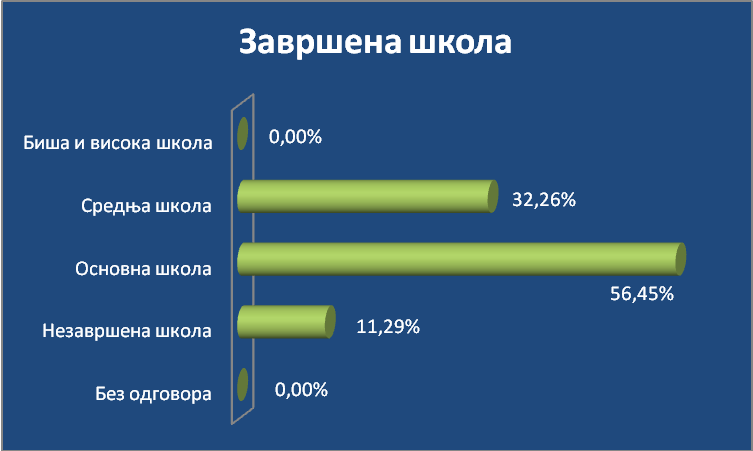 Завршена школа
Биша и висока школа
0,00%
Средња школа
32,26%
Основна школа
56,45%
Незавршена школа
11,29%
Без одговора
0,00%